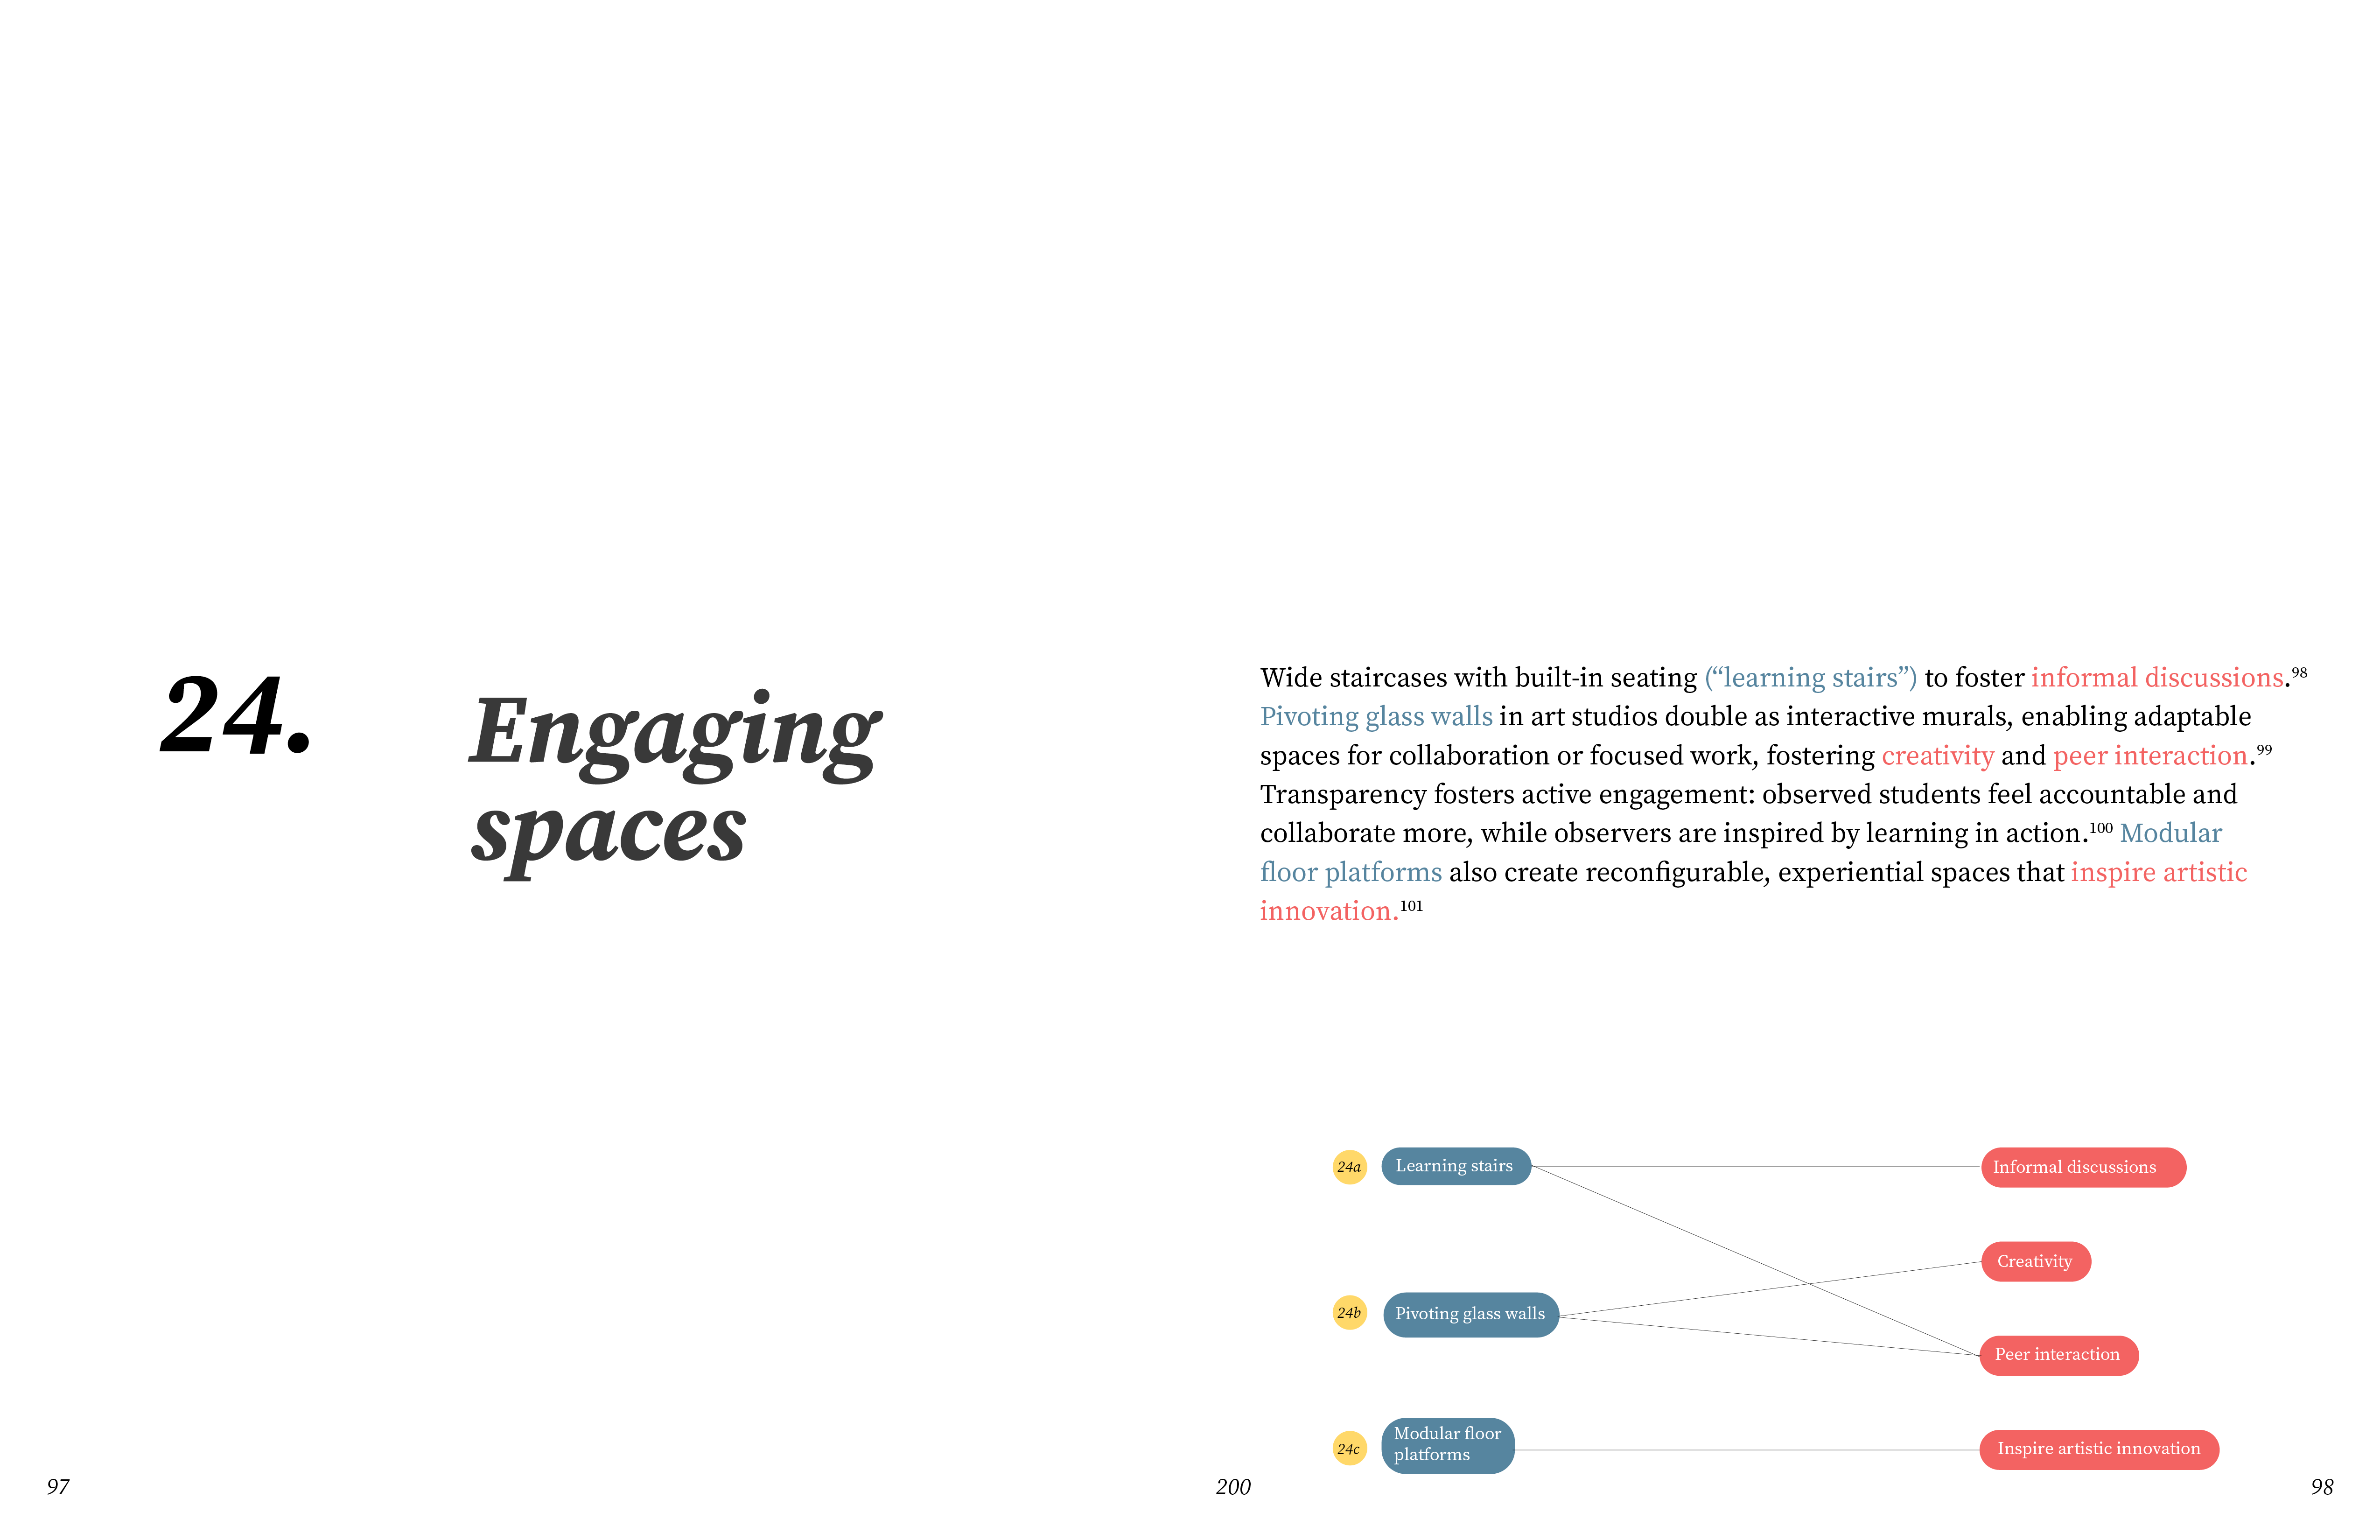 24.
Engaging
spaces
Wide staircases with built-in seating (“learning stairs”) to foster informal discussions.98
Pivoting glass walls in art studios double as interactive murals, enabling adaptable
spaces for collaboration or focused work, fostering creativity and peer interaction.99
Transparency fosters active engagement: observed students feel accountable and
collaborate more, while observers are inspired by learning in action.100 Modular
floor platforms also create reconfigurable, experiential spaces that inspire artistic
innovation.101
24a
Learning stairs
Informal discussions
Creativity
24b
Pivoting glass walls
Peer interaction
24c
Modular floor
platforms
Inspire artistic innovation
97
200
98